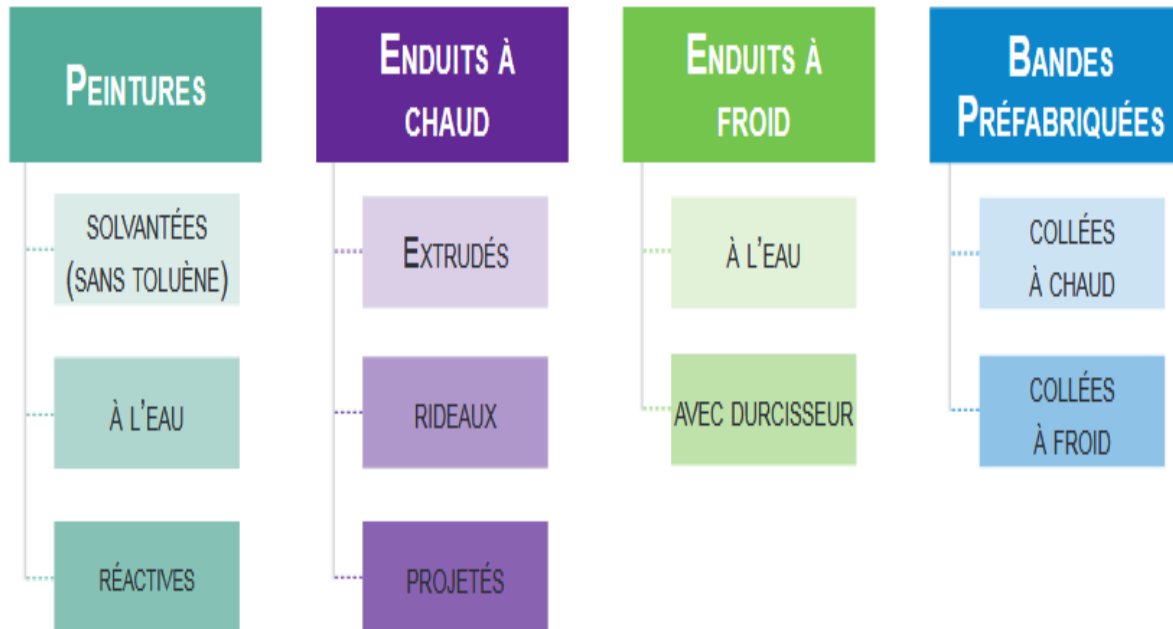 PEINTURES
SOLVANTÉES
(SANS TOLUÈNE)
À L'EAU
RÉACTIVES
ENDUITS À
CHAUD
EXTRUDÉS
RIDEAUX
PROJETÉS
ENDUITS À
FROID
À L'EAU
AVEC DURCISSEUR
BANDES
PRÉFABRIQUÉES
COLLÉES
À CHAUD
COLLÉES
À FROID